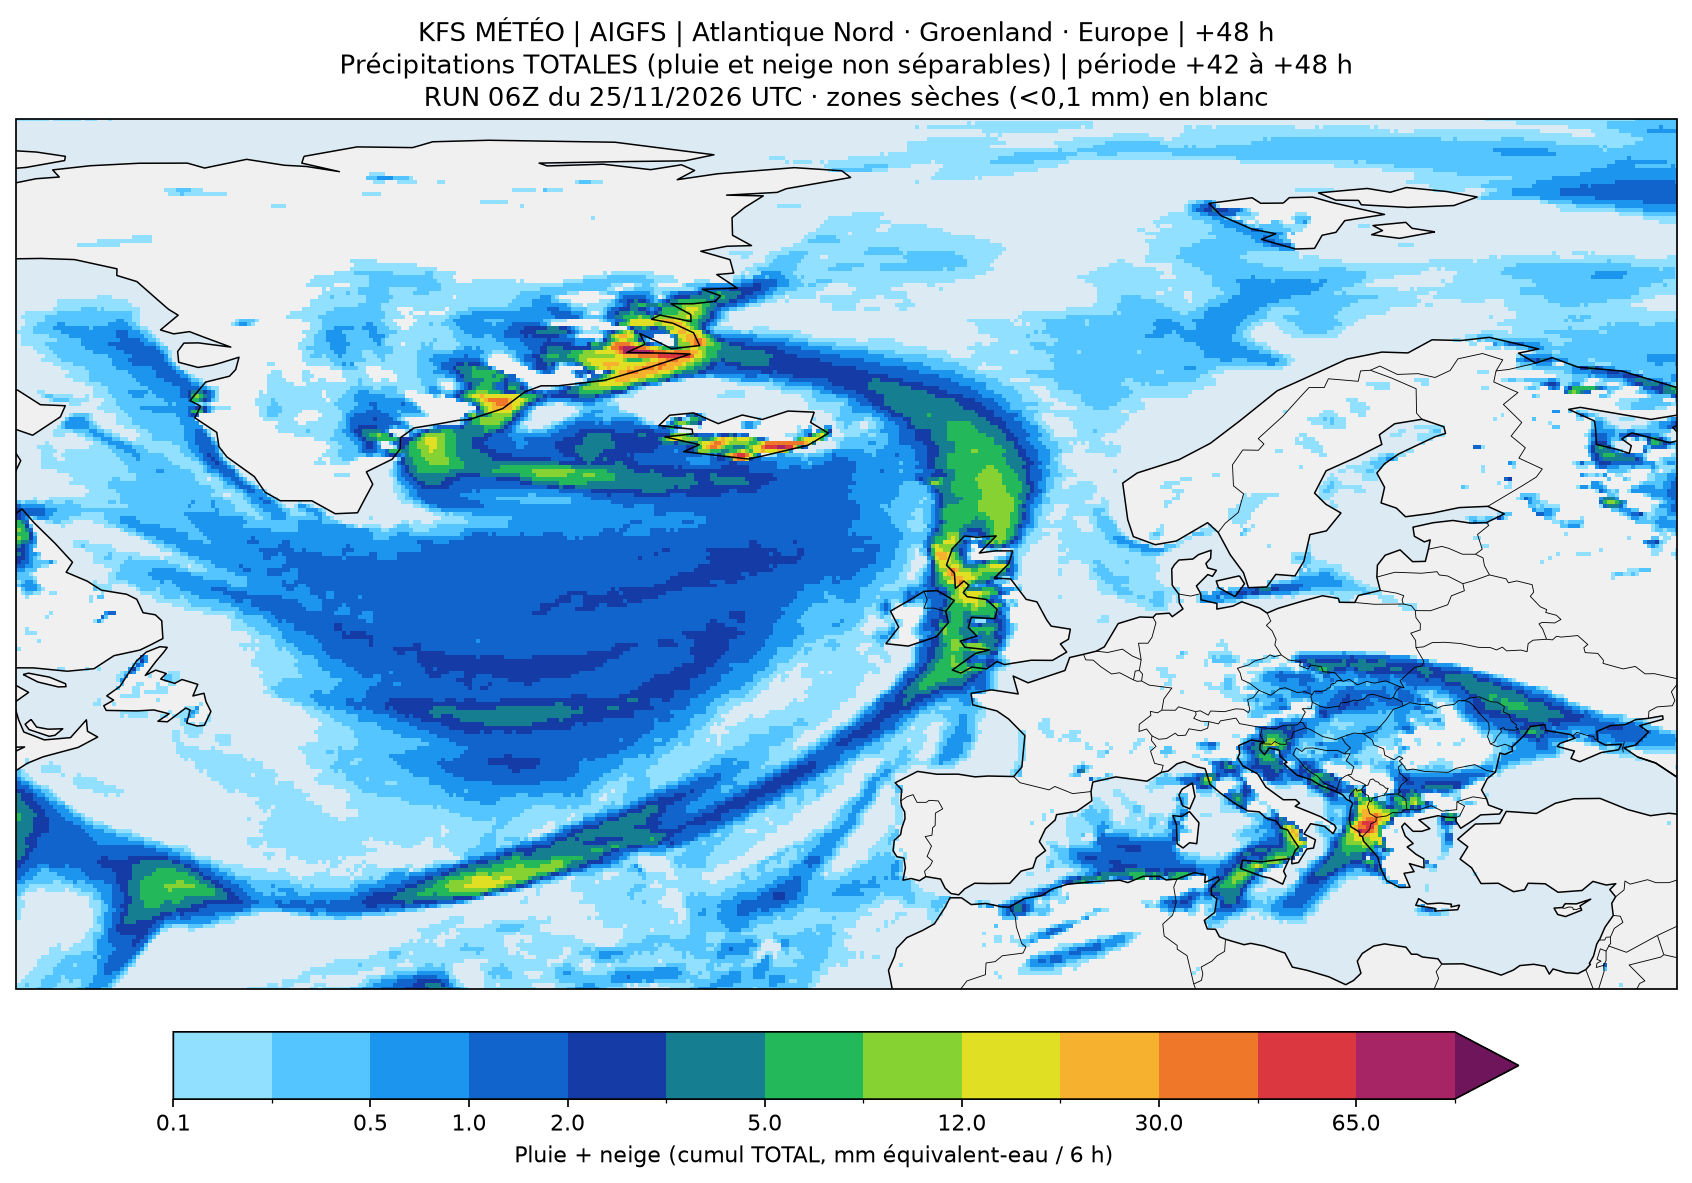 KFS MÉTÉO | AIGFS | Atlantique Nord · Groenland · Europe | +48 h
Précipitations TOTALES (pluie et neige non séparables) | période +42 à +48 h
RUN 06Z du 25/11/2026 UTC · zones sèches (<0,1 mm) en blanc
0.1 0.5 1.0 2.0 5.0 12.0 30.0 65.0
Pluie + neige (cumul TOTAL, mm équivalent-eau / 6 h)